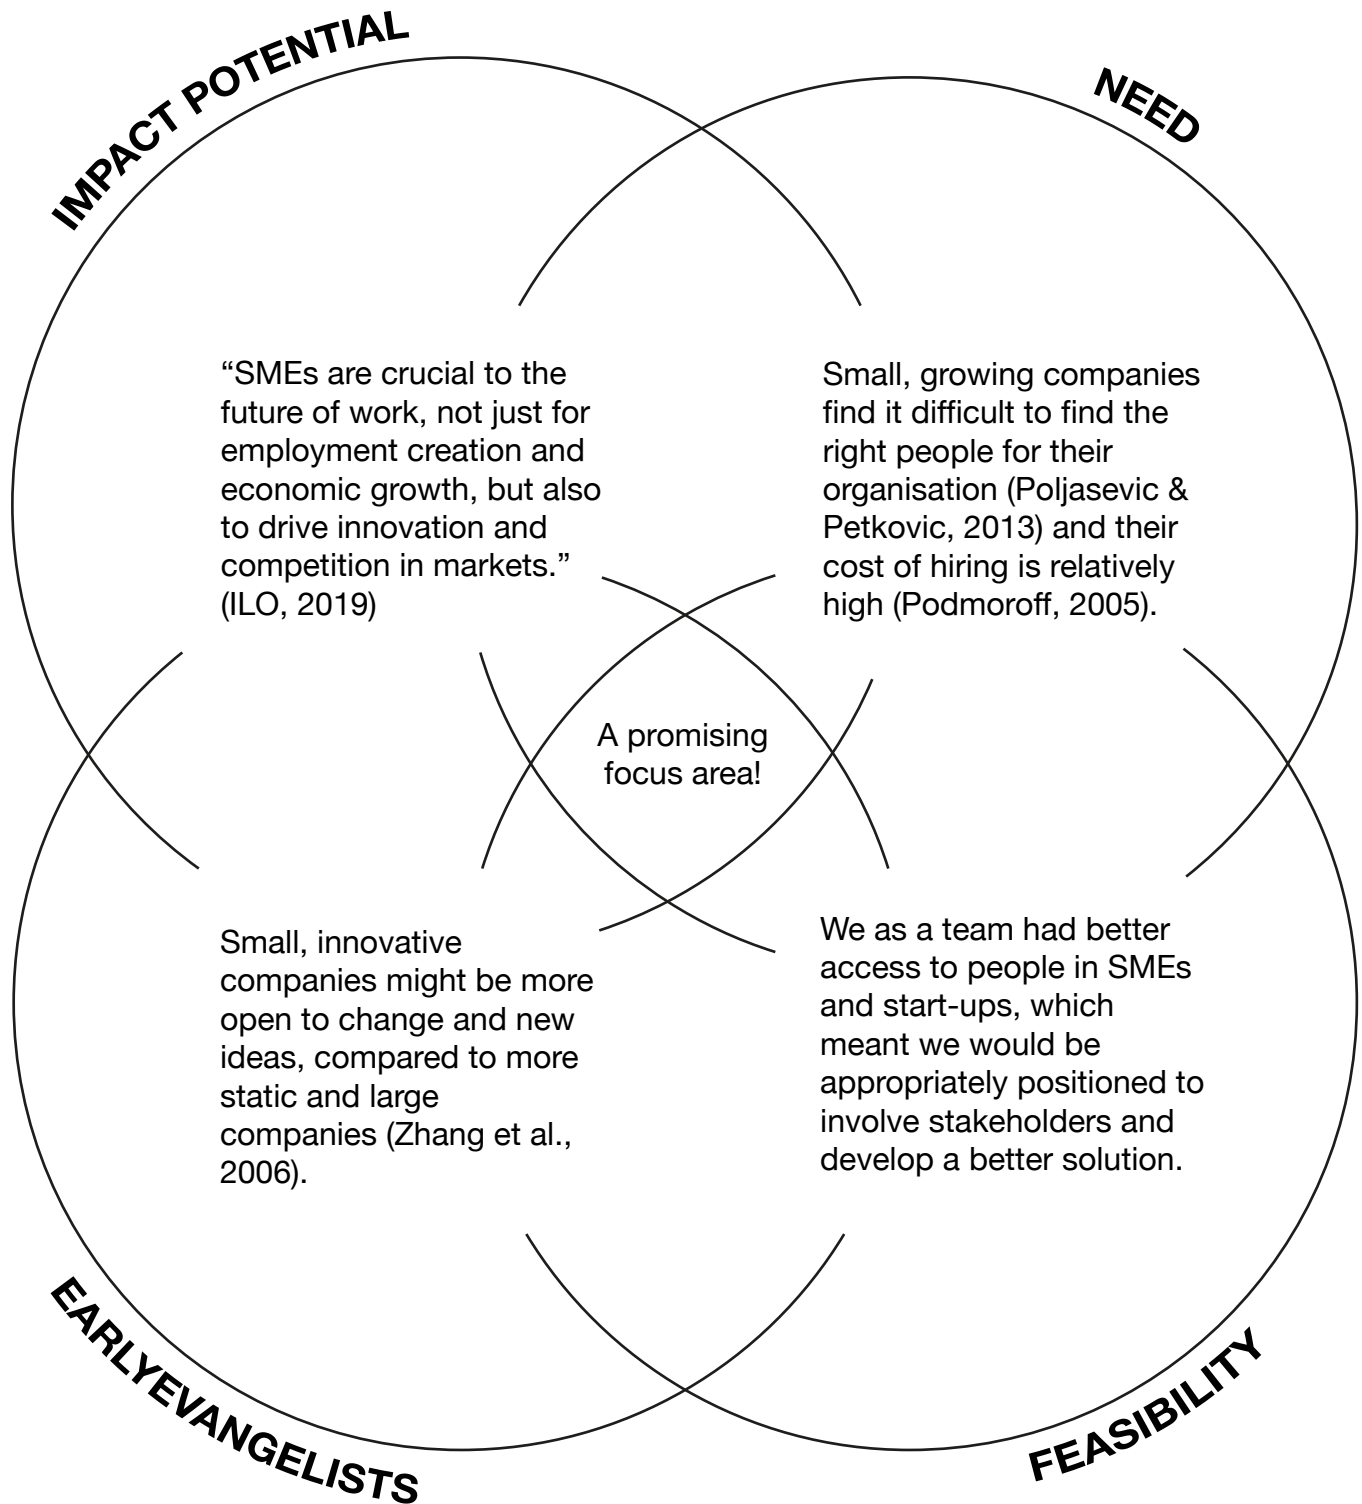 IMPACT POTENTIAL
NEED
“SMEs are crucial to the
future of work, not just for
employment creation and
economic growth, but also
to drive innovation and
competition in markets.”
(ILO, 2019)
Small, growing companies
find it difficult to find the
right people for their
organisation (Poljasevic &
Petkovic, 2013) and their
cost of hiring is relatively
high (Podmoroff, 2005).
A promising
focus area!
Small, innovative
companies might be more
open to change and new
ideas, compared to more
static and large
companies (Zhang et al.,
2006).
We as a team had better
access to people in SMEs
and start-ups, which
meant we would be
appropriately positioned to
involve stakeholders and
develop a better solution.
EARLYEVANGELISTS
FEASIBILITY